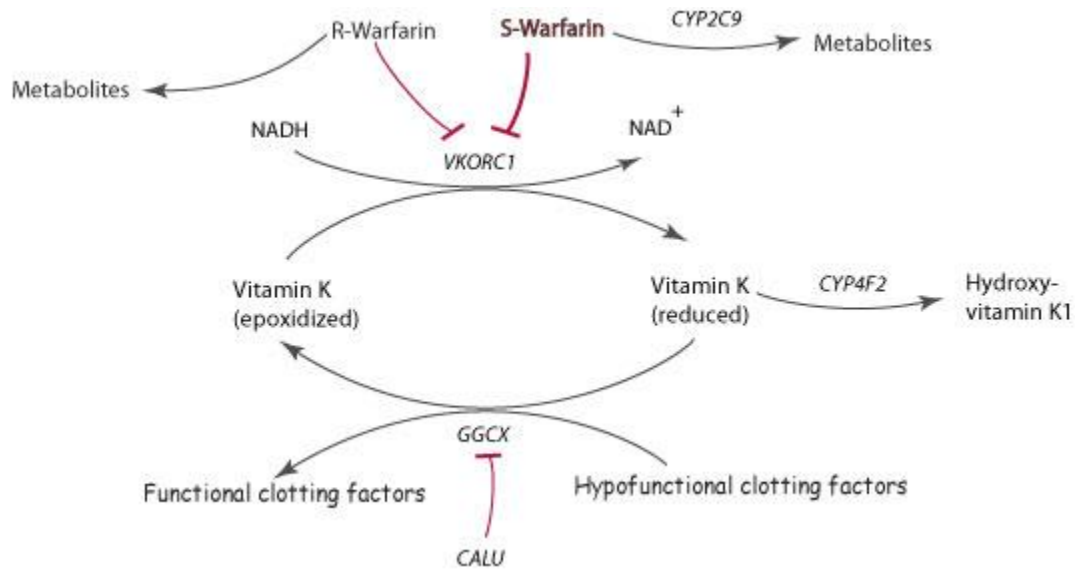 CYP2C9
R-Warfarin
S-Warfarin
Metabolites
Metabolites
NADH
NAD+
VKORC1
Vitamin K
(epoxidized)
Vitamin K
(reduced)
CYP4F2
Hydroxy-
vitamin K1
GGCX
Functional clotting factors
Hypofunctional clotting factors
CALU